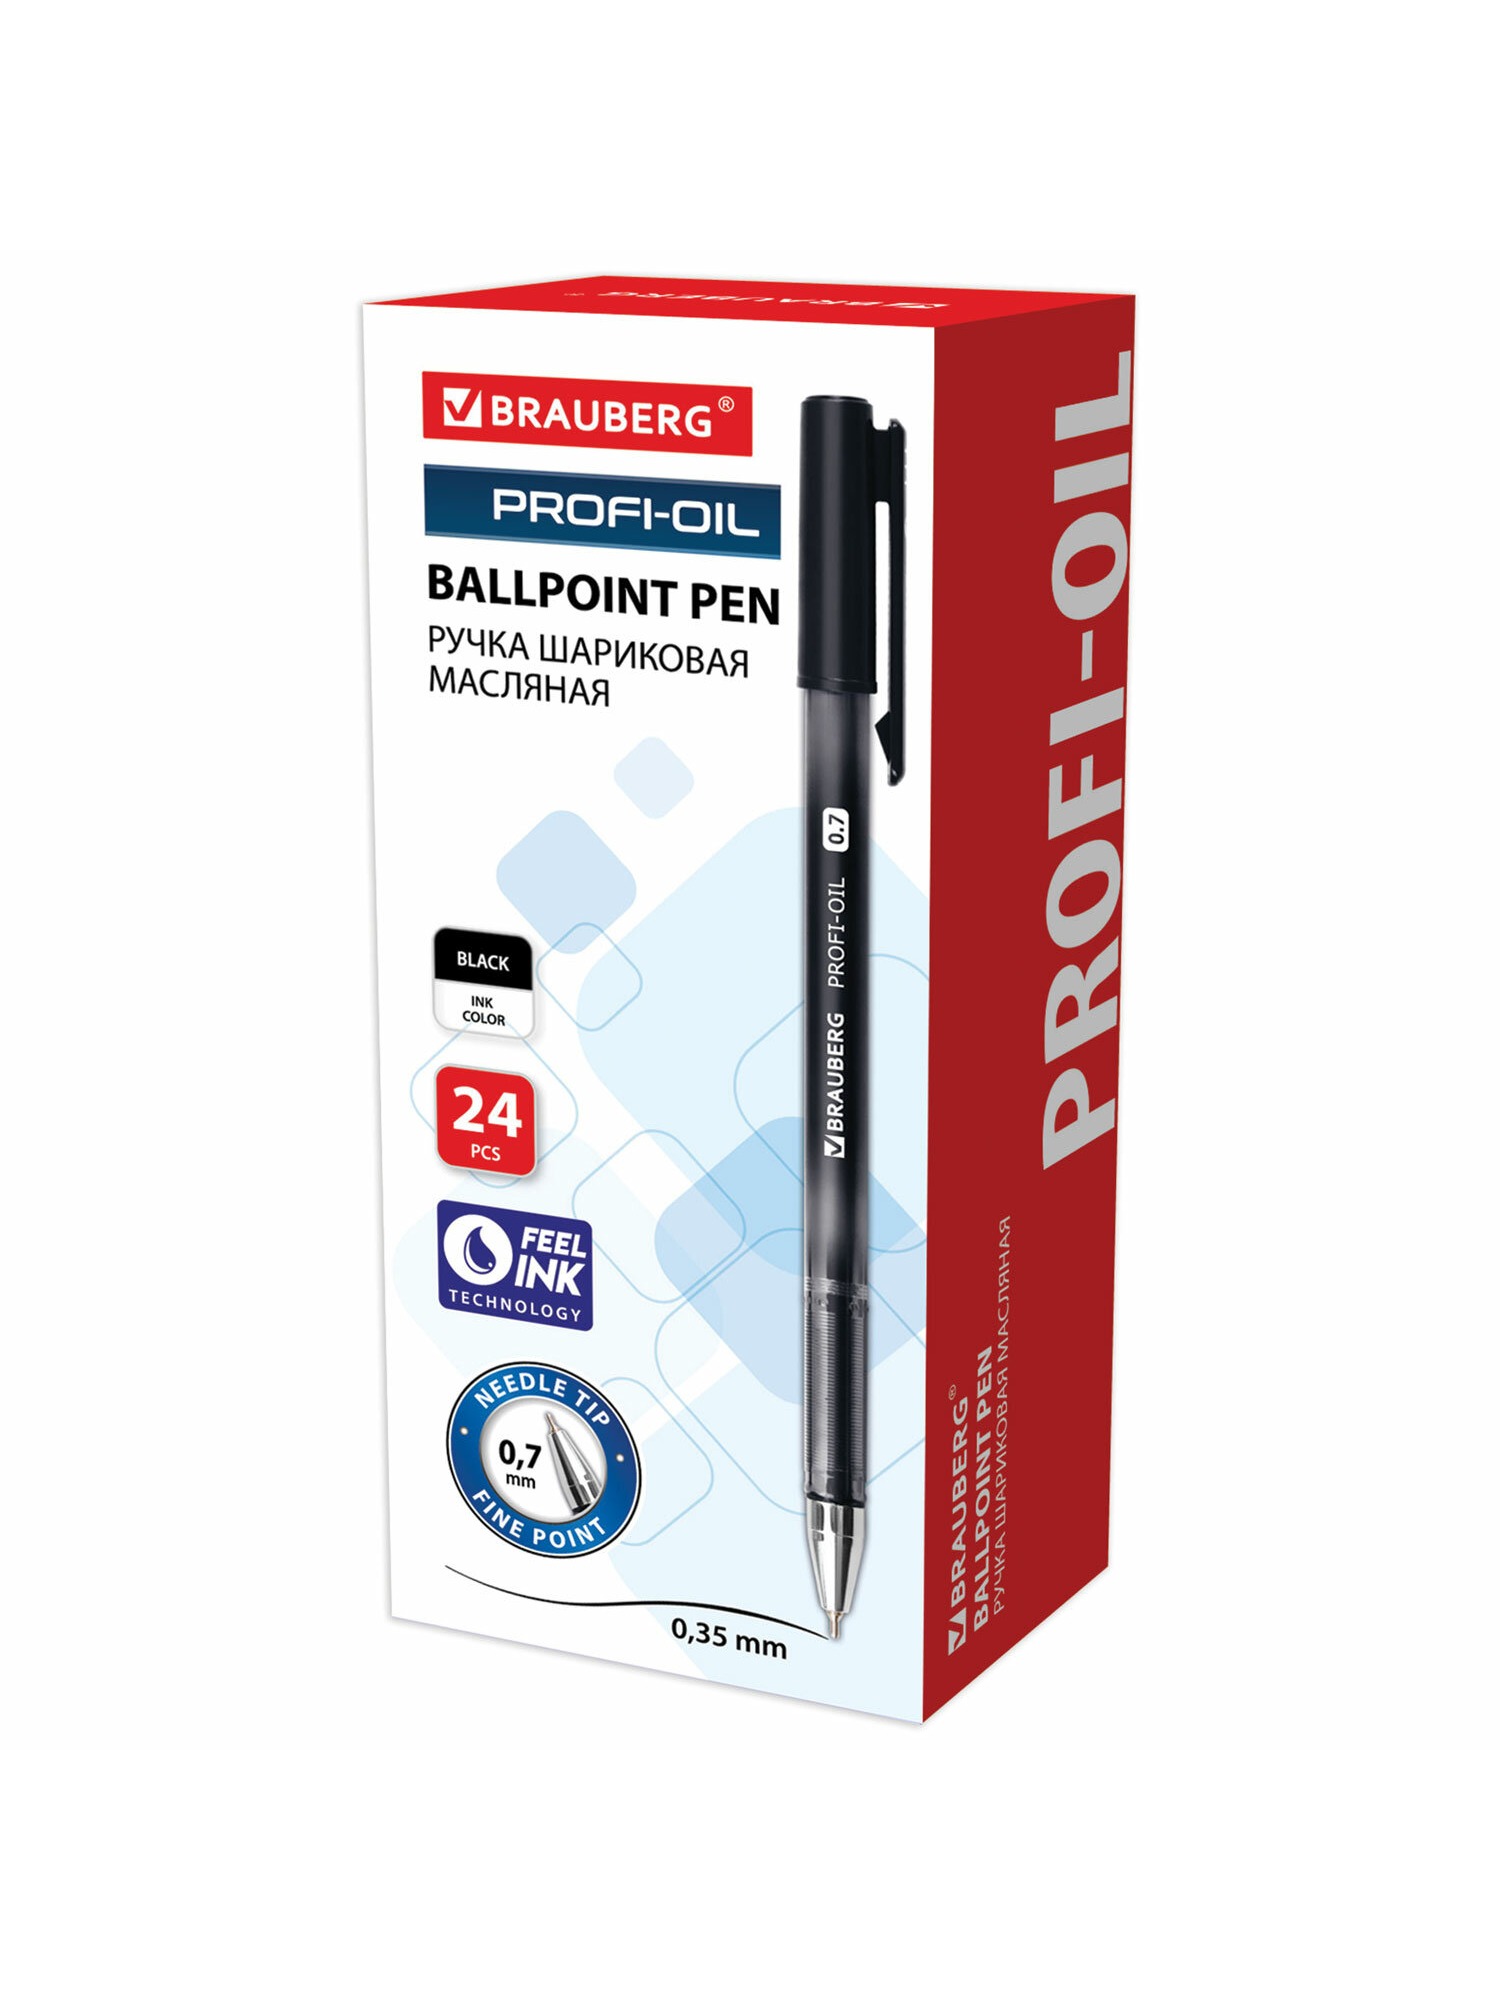 BRAUBERG®
BRAUBERG®
PROFI-OIL
BALLPOINT PEN
РУЧКА ШАРИКОВАЯ
МАСЛЯНАЯ
BLACK
INK
COLOR
24
PCS
FEEL
INK
TECHNOLOGY
NEEDLE TIP
0,7
mm
FINE POINT
0,35 mm
BRAUBERG PROFI-OIL 0.7
PROFI-OIL
BRAUBERG®
BALLPOINT PEN
РУЧКА ШАРИКОВАЯ МАСЛЯНАЯ